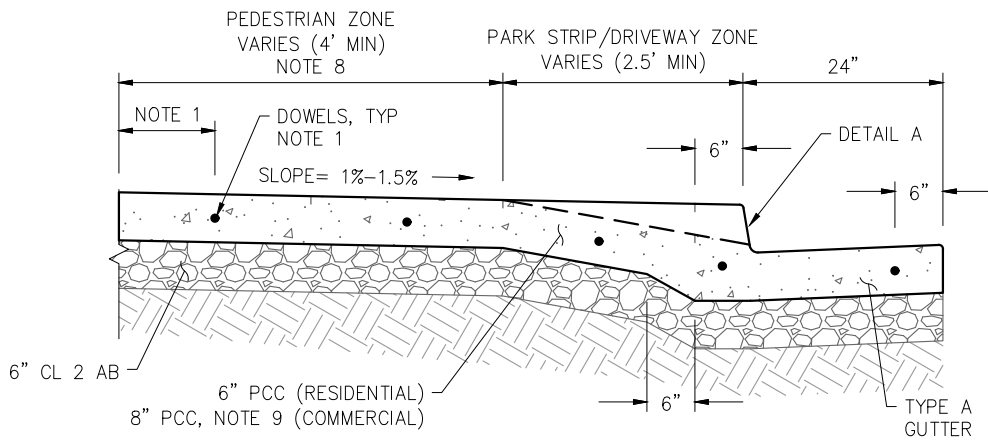 PEDESTRIAN ZONE
VARIES (4' MIN)
NOTE 8
PARK STRIP/DRIVEWAY ZONE
VARIES (2.5' MIN)
24"
NOTE 1
DOWELS, TYP
NOTE 1
6"
DETAIL A
SLOPE= 1%-1.5%
6"
6" CL 2 AB
6" PCC (RESIDENTIAL)
8" PCC, NOTE 9 (COMMERCIAL)
6"
TYPE A
GUTTER